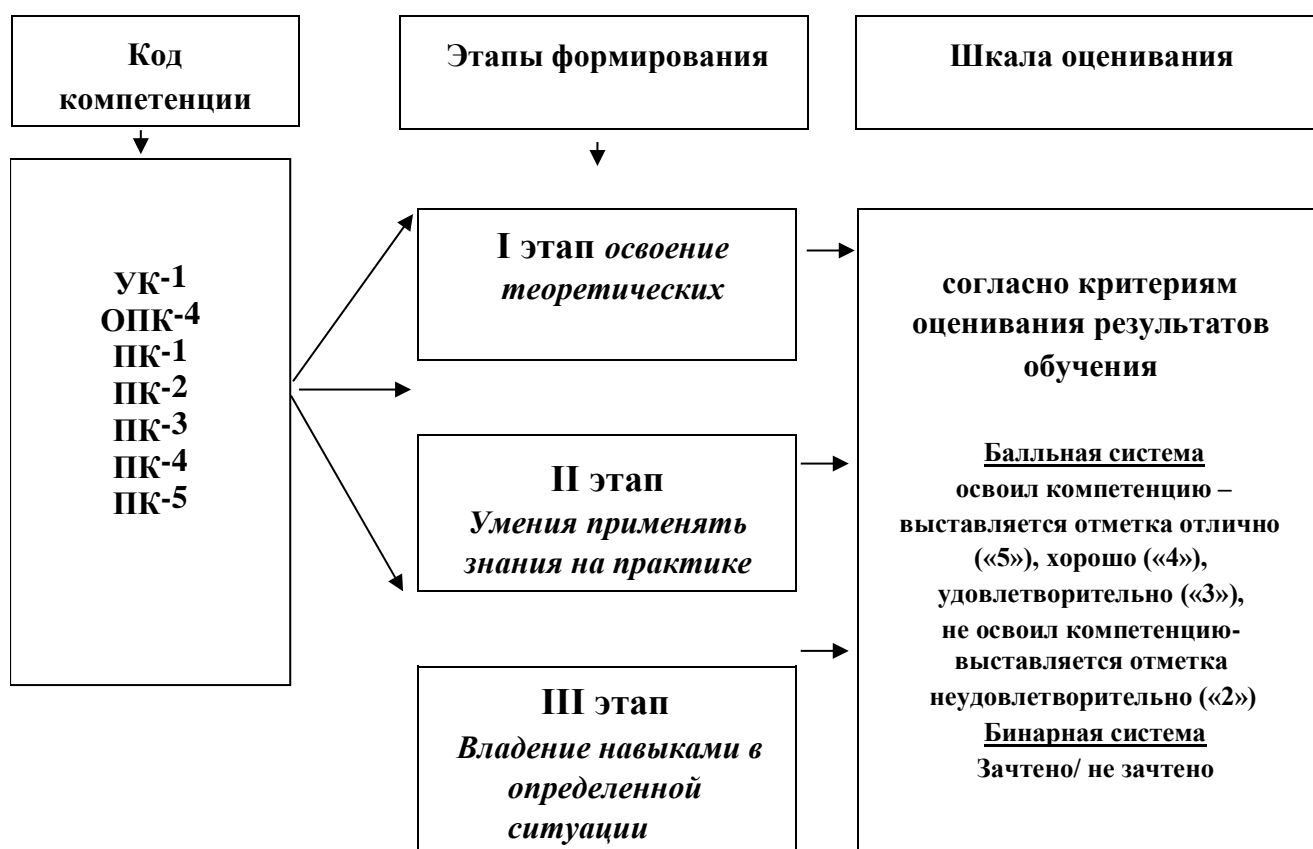 Код
компетенции
Этапы формирования
Шкала оценивания
УК-1
ОПК-4
ПК-1
ПК-2
ПК-3
ПК-4
ПК-5
I этап освоение
теоретических
II этап
Умения применять
знания на практике
III этап
Владение навыками в
определенной
ситуации
согласно критериям
оценивания результатов
обучения
Балльная система
освоил компетенцию –
выставляется отметка отлично
(«5»), хорошо («4»),
удовлетворительно («3»),
не освоил компетенцию-
выставляется отметка
неудовлетворительно («2»)
Бинарная система
Зачтено/ не зачтено